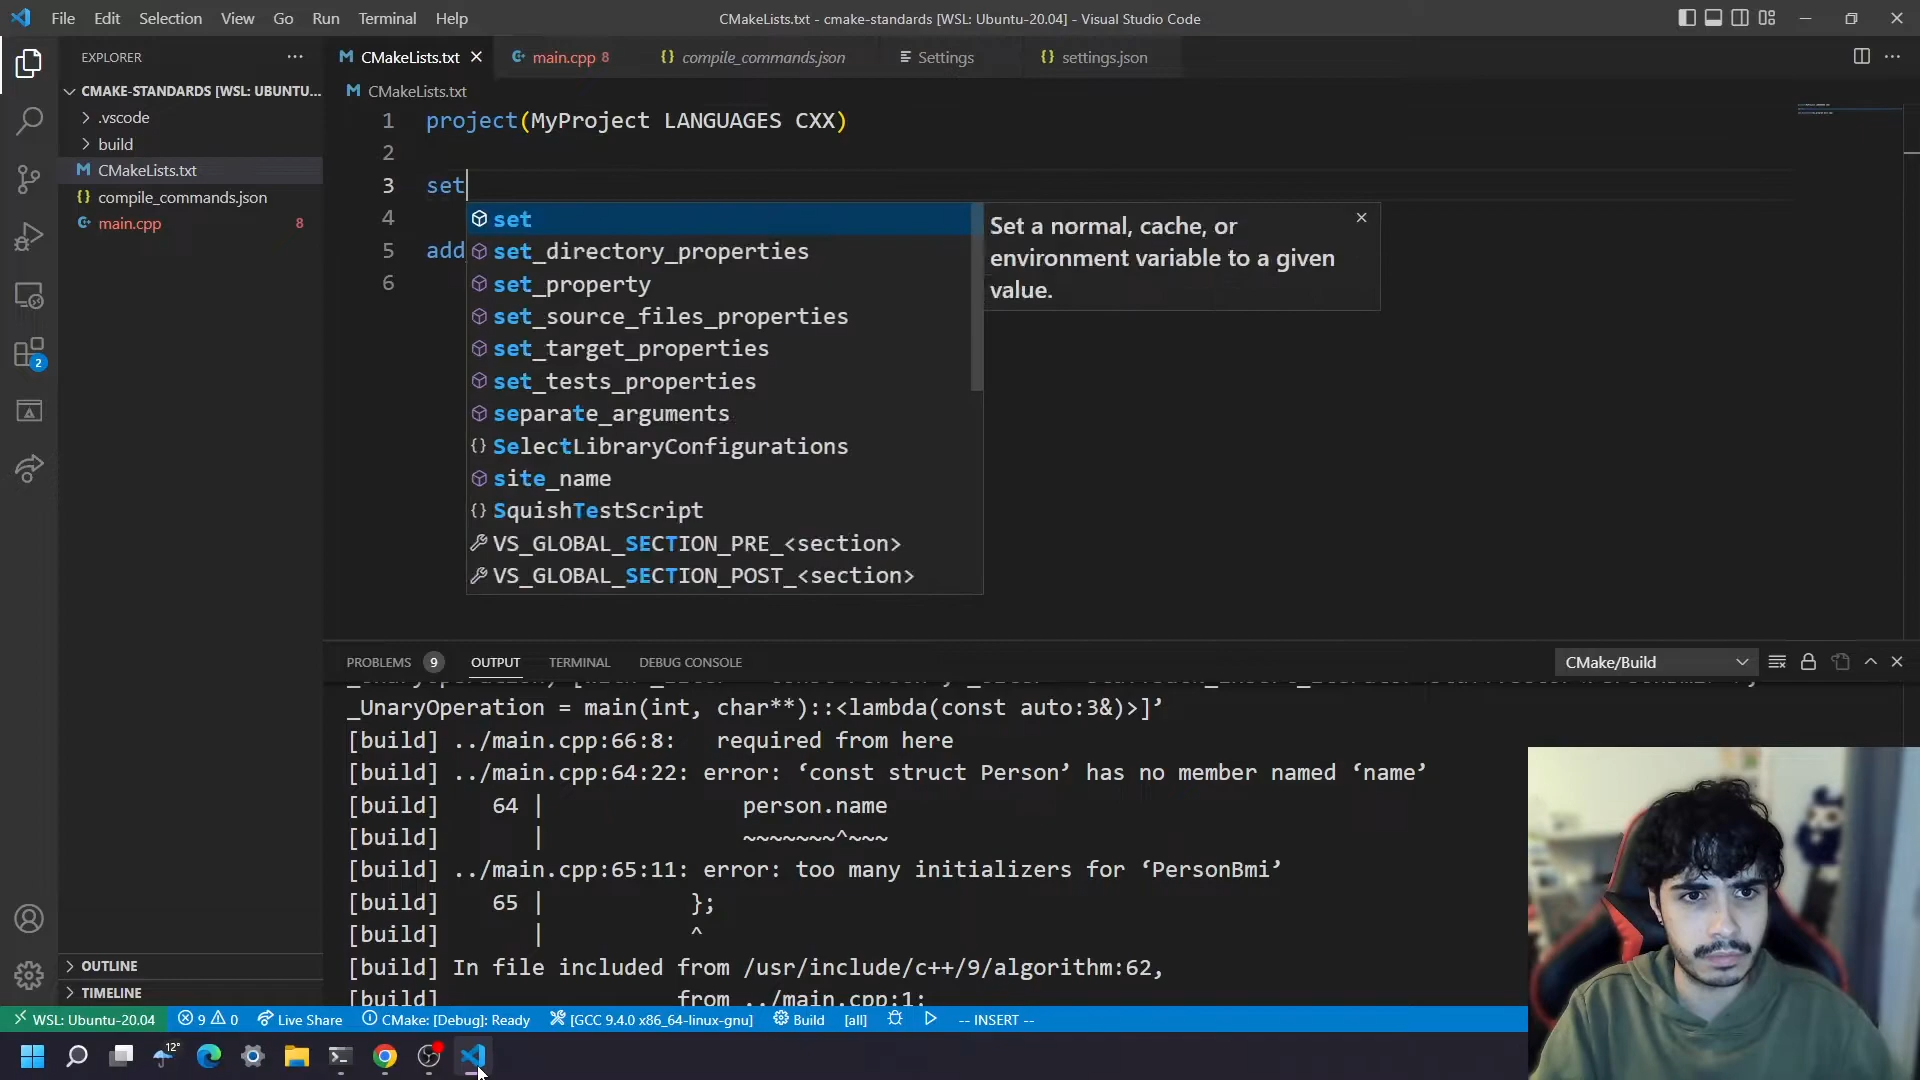 File Edit Selection View Go Run Terminal Help
CMakeLists.txt - cmake-standards [WSL: Ubuntu-20.04] - Visual Studio Code
EXPLORER
CMAKE-STANDARDS [WSL: UBUNTU...
.vscode
build
CMakeLists.txt
compile_commands.json
main.cpp 8
OUTLINE
TIMELINE
2
CMakeLists.txt main.cpp 8 compile_commands.json Settings settings.json
CMakeLists.txt
1 project(MyProject LANGUAGES CXX)
2
3 set
4
5 add
6
set
set_directory_properties
set_property
set_source_files_properties
set_target_properties
set_tests_properties
separate_arguments
SelectLibraryConfigurations
site_name
SquishTestScript
VS_GLOBAL_SECTION_PRE_<section>
VS_GLOBAL_SECTION_POST_<section>
Set a normal, cache, or
environment variable to a given
value.
PROBLEMS 9 OUTPUT TERMINAL DEBUG CONSOLE
CMake/Build
_UnaryOperation = main(int, char**)::<lambda(const auto:3&)>]’
[build] ../main.cpp:66:8:   required from here
[build] ../main.cpp:64:22: error: ‘const struct Person’ has no member named ‘name’
[build]    64 |                person.name
[build]       |                ~~~~~~~^~~~
[build] ../main.cpp:65:11: error: too many initializers for ‘PersonBmi’
[build]    65 |            };
[build]       |            ^
[build] In file included from /usr/include/c++/9/algorithm:62,
[build]                  from ../main.cpp:1:
WSL: Ubuntu-20.04 9 0 Live Share CMake: [Debug]: Ready [GCC 9.4.0 x86_64-linux-gnu] Build [all] -- INSERT --
12°